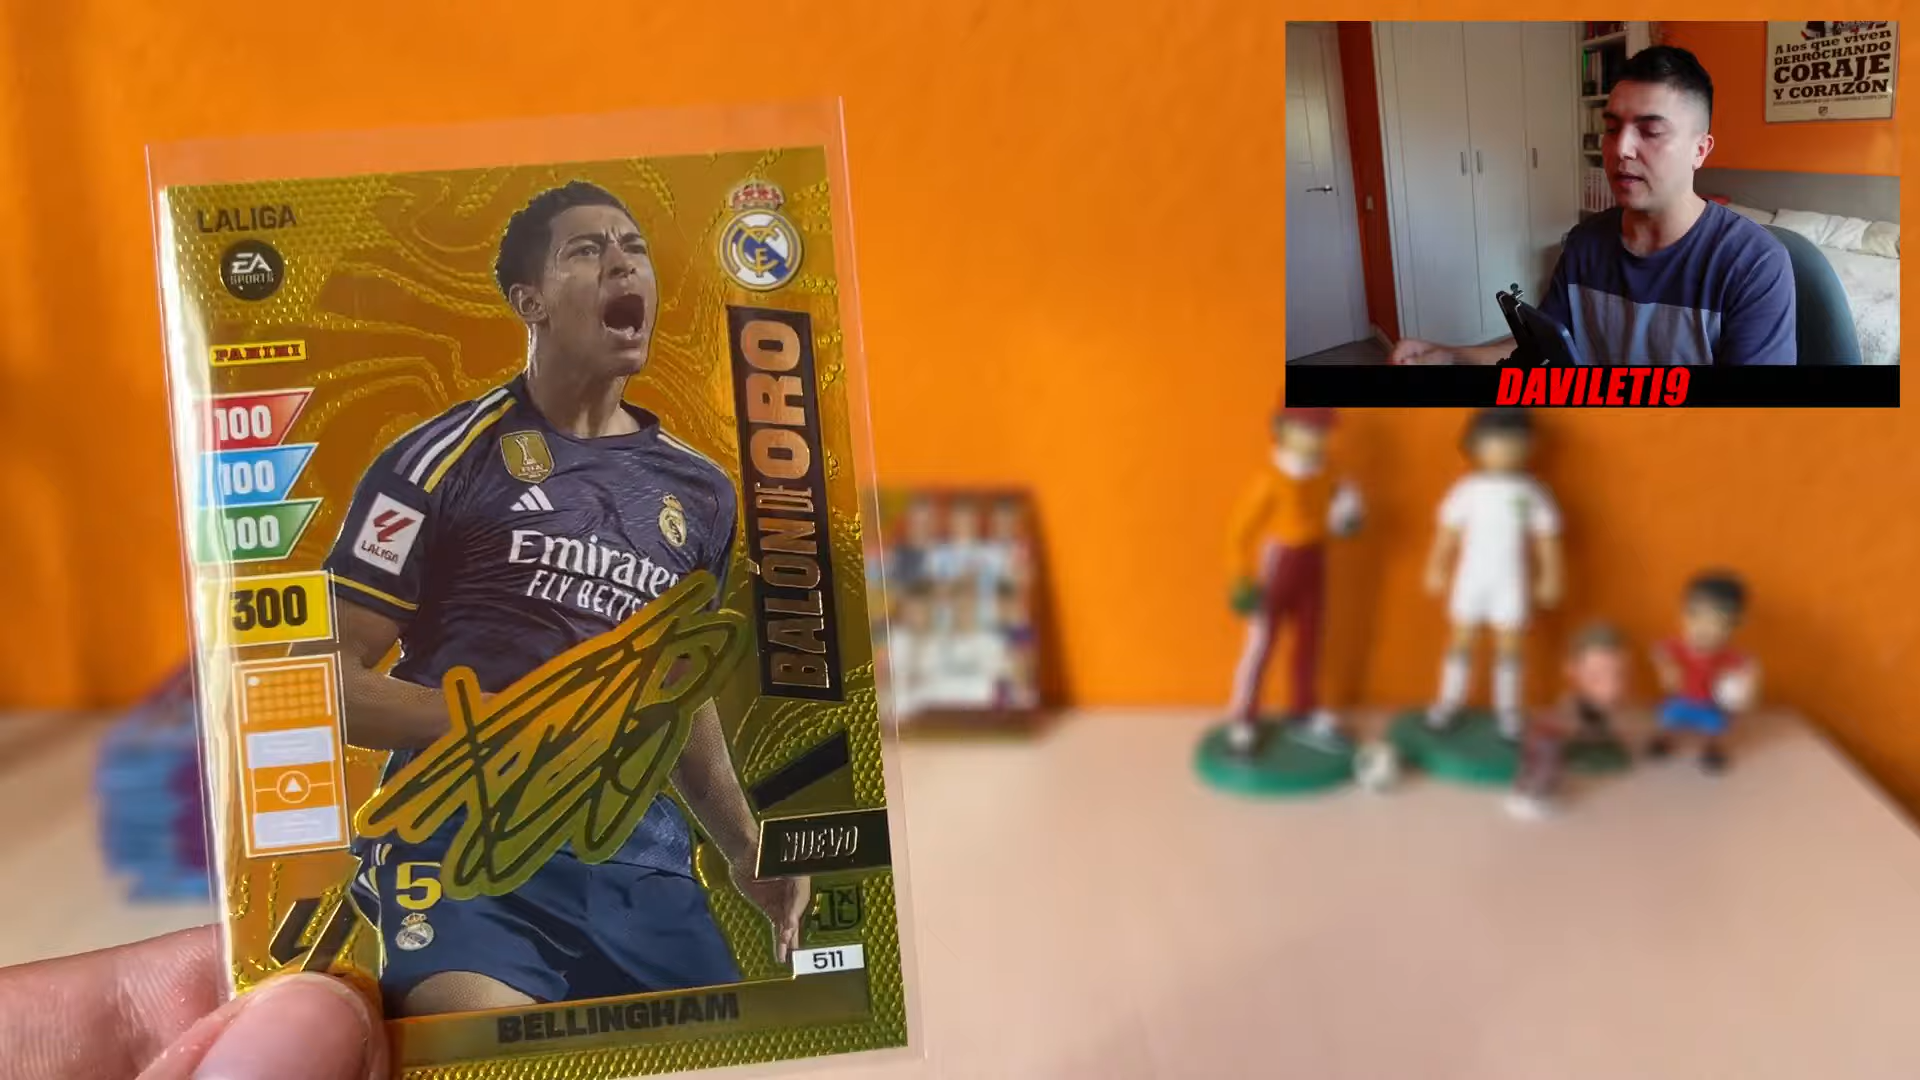 LALIGA
EA
SPORTS
PANINI
100
100
100
300
BALÓN DE ORO
LALIGA
Emirates
FLY BETTE
5
NUEVO
511
BELLINGHAM
A los que viven
DERROCHANDO
CORAJE
Y CORAZÓN
DAVILETI9